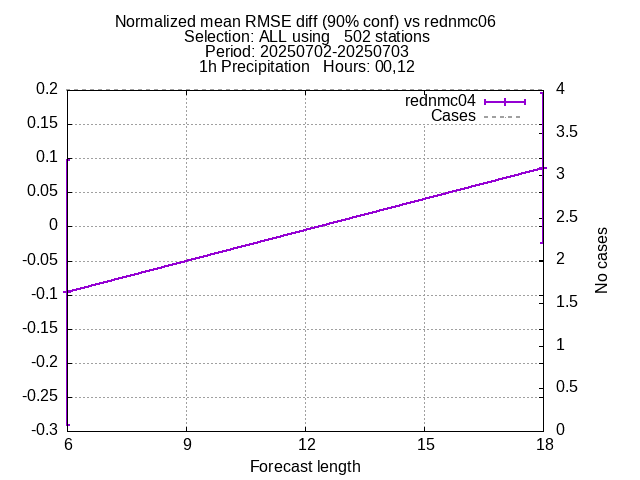 Normalized mean RMSE diff (90% conf) vs rednmc06
Selection: ALL using   502 stations
Period: 20250702-20250703
1h Precipitation   Hours: 00,12
rednmc04
Cases
0.2
0.15
0.1
0.05
0
-0.05
-0.1
-0.15
-0.2
-0.25
-0.3
4
3.5
3
2.5
2
1.5
1
0.5
0
No cases
6 9 12 15 18
Forecast length